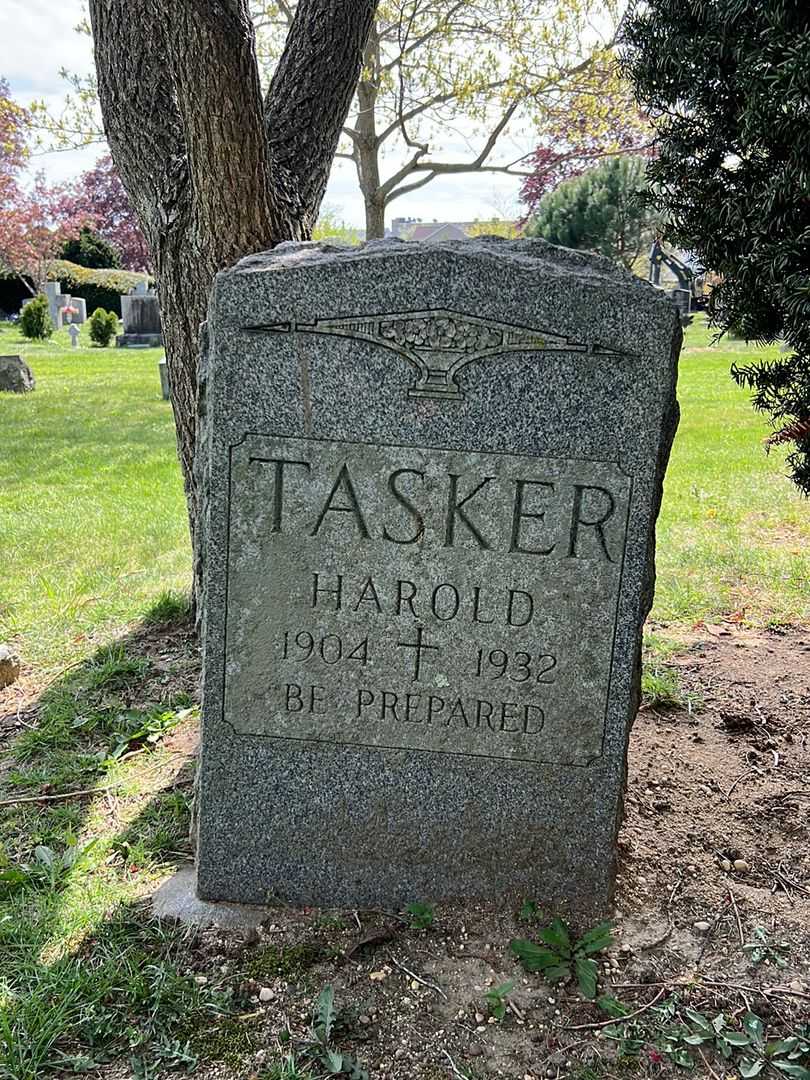 TASKER
HAROLD
1904 1932
BE PREPARED